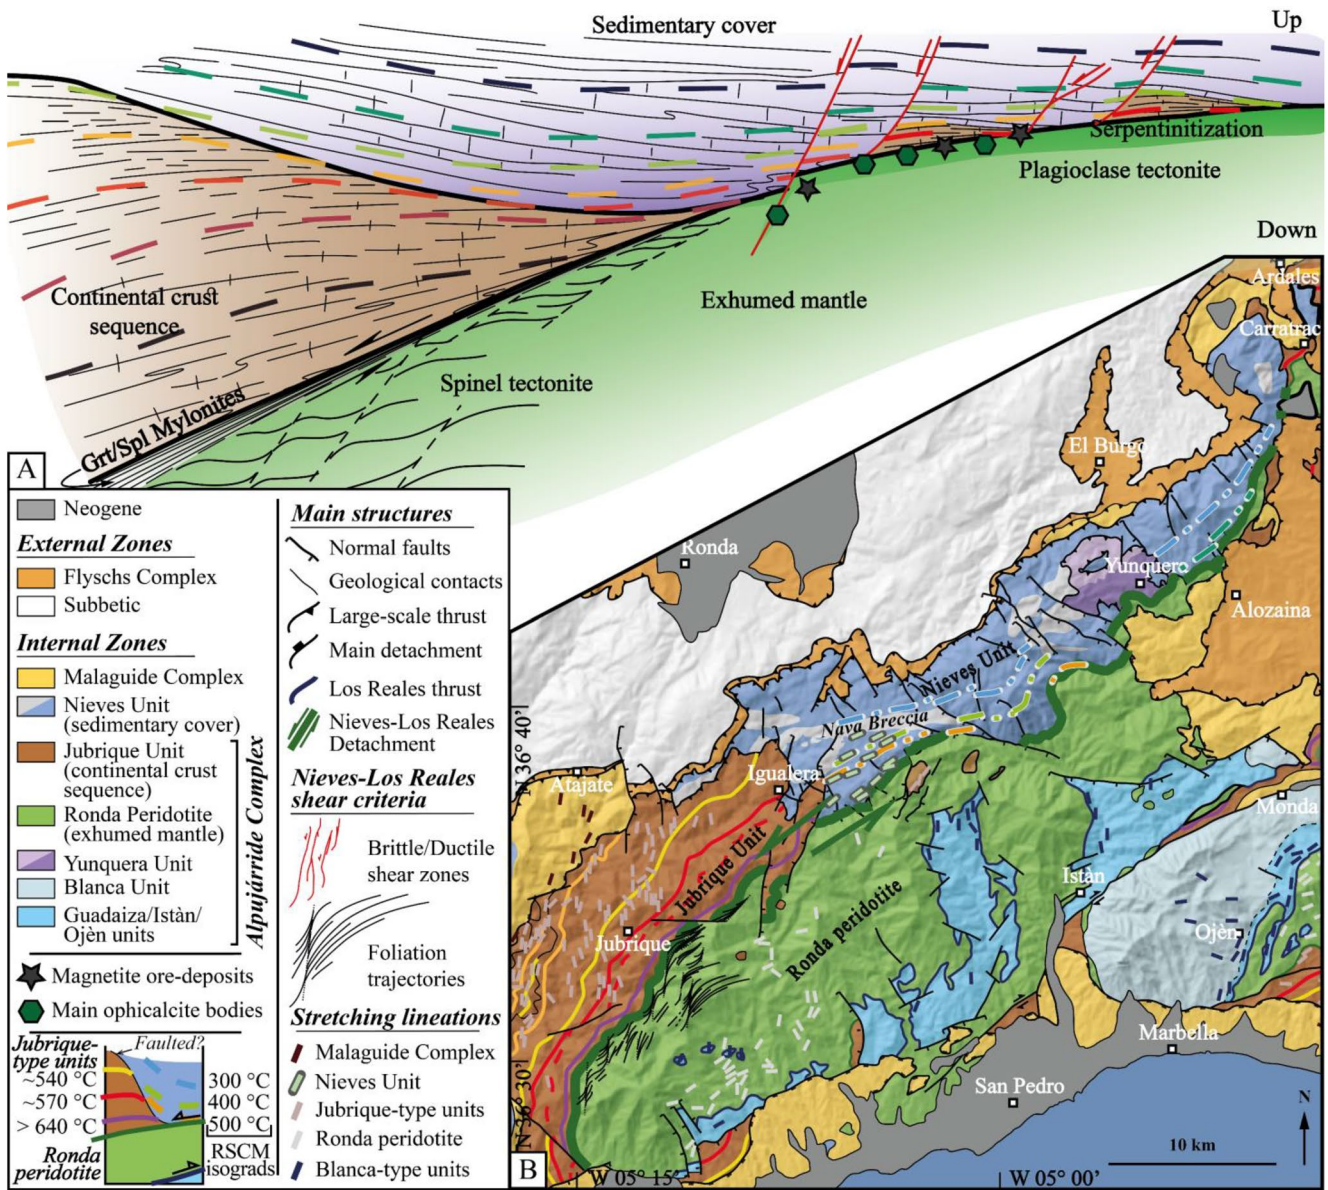 Sedimentary cover
Up
Serpentinitization
Plagioclase tectonite
Down
Exhumed mantle
Continental crust
sequence
Spinel tectonite
Grt/Spl Mylonites
A
Neogene
External Zones
Flyschs Complex
Subbetic
Internal Zones
Malaguide Complex
Nieves Unit
(sedimentary cover)
Jubrique Unit
(continental crust
sequence)
Ronda Peridotite
(exhumed mantle)
Yunquera Unit
Blanca Unit
Guadaiza/Istàn/
Ojèn units
Alpujárride Complex
Magnetite ore-deposits
Main ophicalcite bodies
Jubrique-
type units
Faulted?
~540 °C
~570 °C
> 640 °C
300 °C
400 °C
500 °C
Ronda
peridotite
RSCM
isograds
Main structures
Normal faults
Geological contacts
Large-scale thrust
Main detachment
Los Reales thrust
Nieves-Los Reales
Detachment
Nieves-Los Reales
shear criteria
Brittle/Ductile
shear zones
Foliation
trajectories
Stretching lineations
Malaguide Complex
Nieves Unit
Jubrique-type units
Ronda peridotite
Blanca-type units
Ardales
Carratrac
El Burgo
Ronda
Yunquera
Alozaina
Nieves Unit
Nava Breccia
Igualera
Atajate
Monda
Jubrique Unit
Istàn
Jubrique
Ronda peridotite
Ojèn
Marbella
San Pedro
N
10 km
N 36° 40'
N 36° 30'
W 05° 15'
W 05° 00'
B